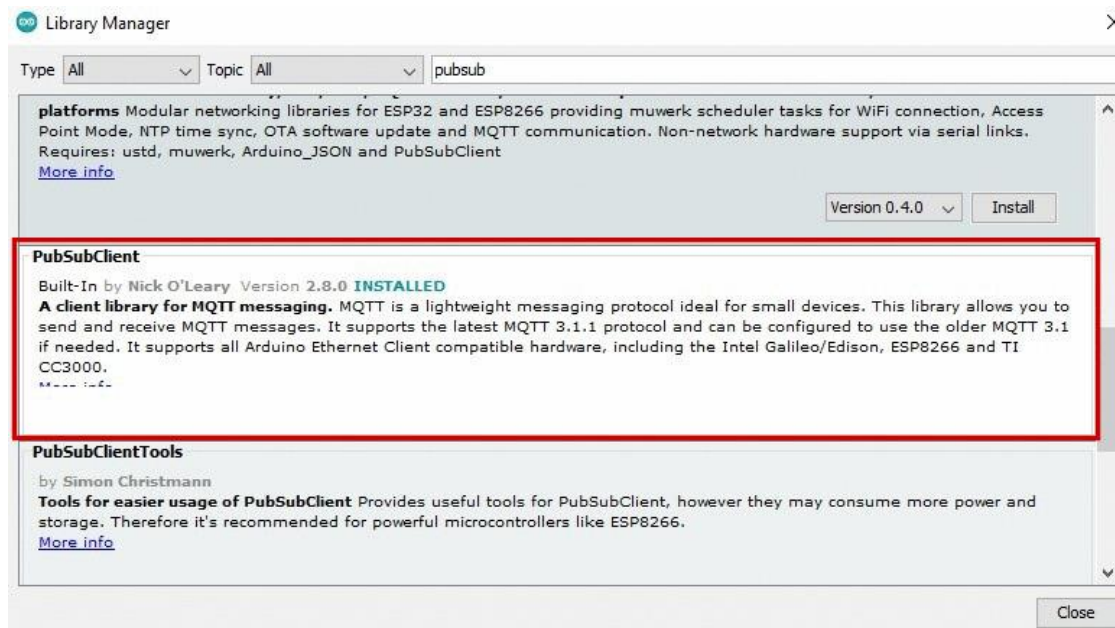 Library Manager
Type All Topic All pubsub
platforms Modular networking libraries for ESP32 and ESP8266 providing muwerk scheduler tasks for WiFi connection, Access
Point Mode, NTP time sync, OTA software update and MQTT communication. Non-network hardware support via serial links.
Requires: ustd, muwerk, Arduino_JSON and PubSubClient
More info
Version 0.4.0 Install
PubSubClient
Built-In by Nick O'Leary Version 2.8.0 INSTALLED
A client library for MQTT messaging. MQTT is a lightweight messaging protocol ideal for small devices. This library allows you to
send and receive MQTT messages. It supports the latest MQTT 3.1.1 protocol and can be configured to use the older MQTT 3.1
if needed. It supports all Arduino Ethernet Client compatible hardware, including the Intel Galileo/Edison, ESP8266 and TI
CC3000.
More info
PubSubClientTools
by Simon Christmann
Tools for easier usage of PubSubClient Provides useful tools for PubSubClient, however they may consume more power and
storage. Therefore it's recommended for powerful microcontrollers like ESP8266.
More info
Close